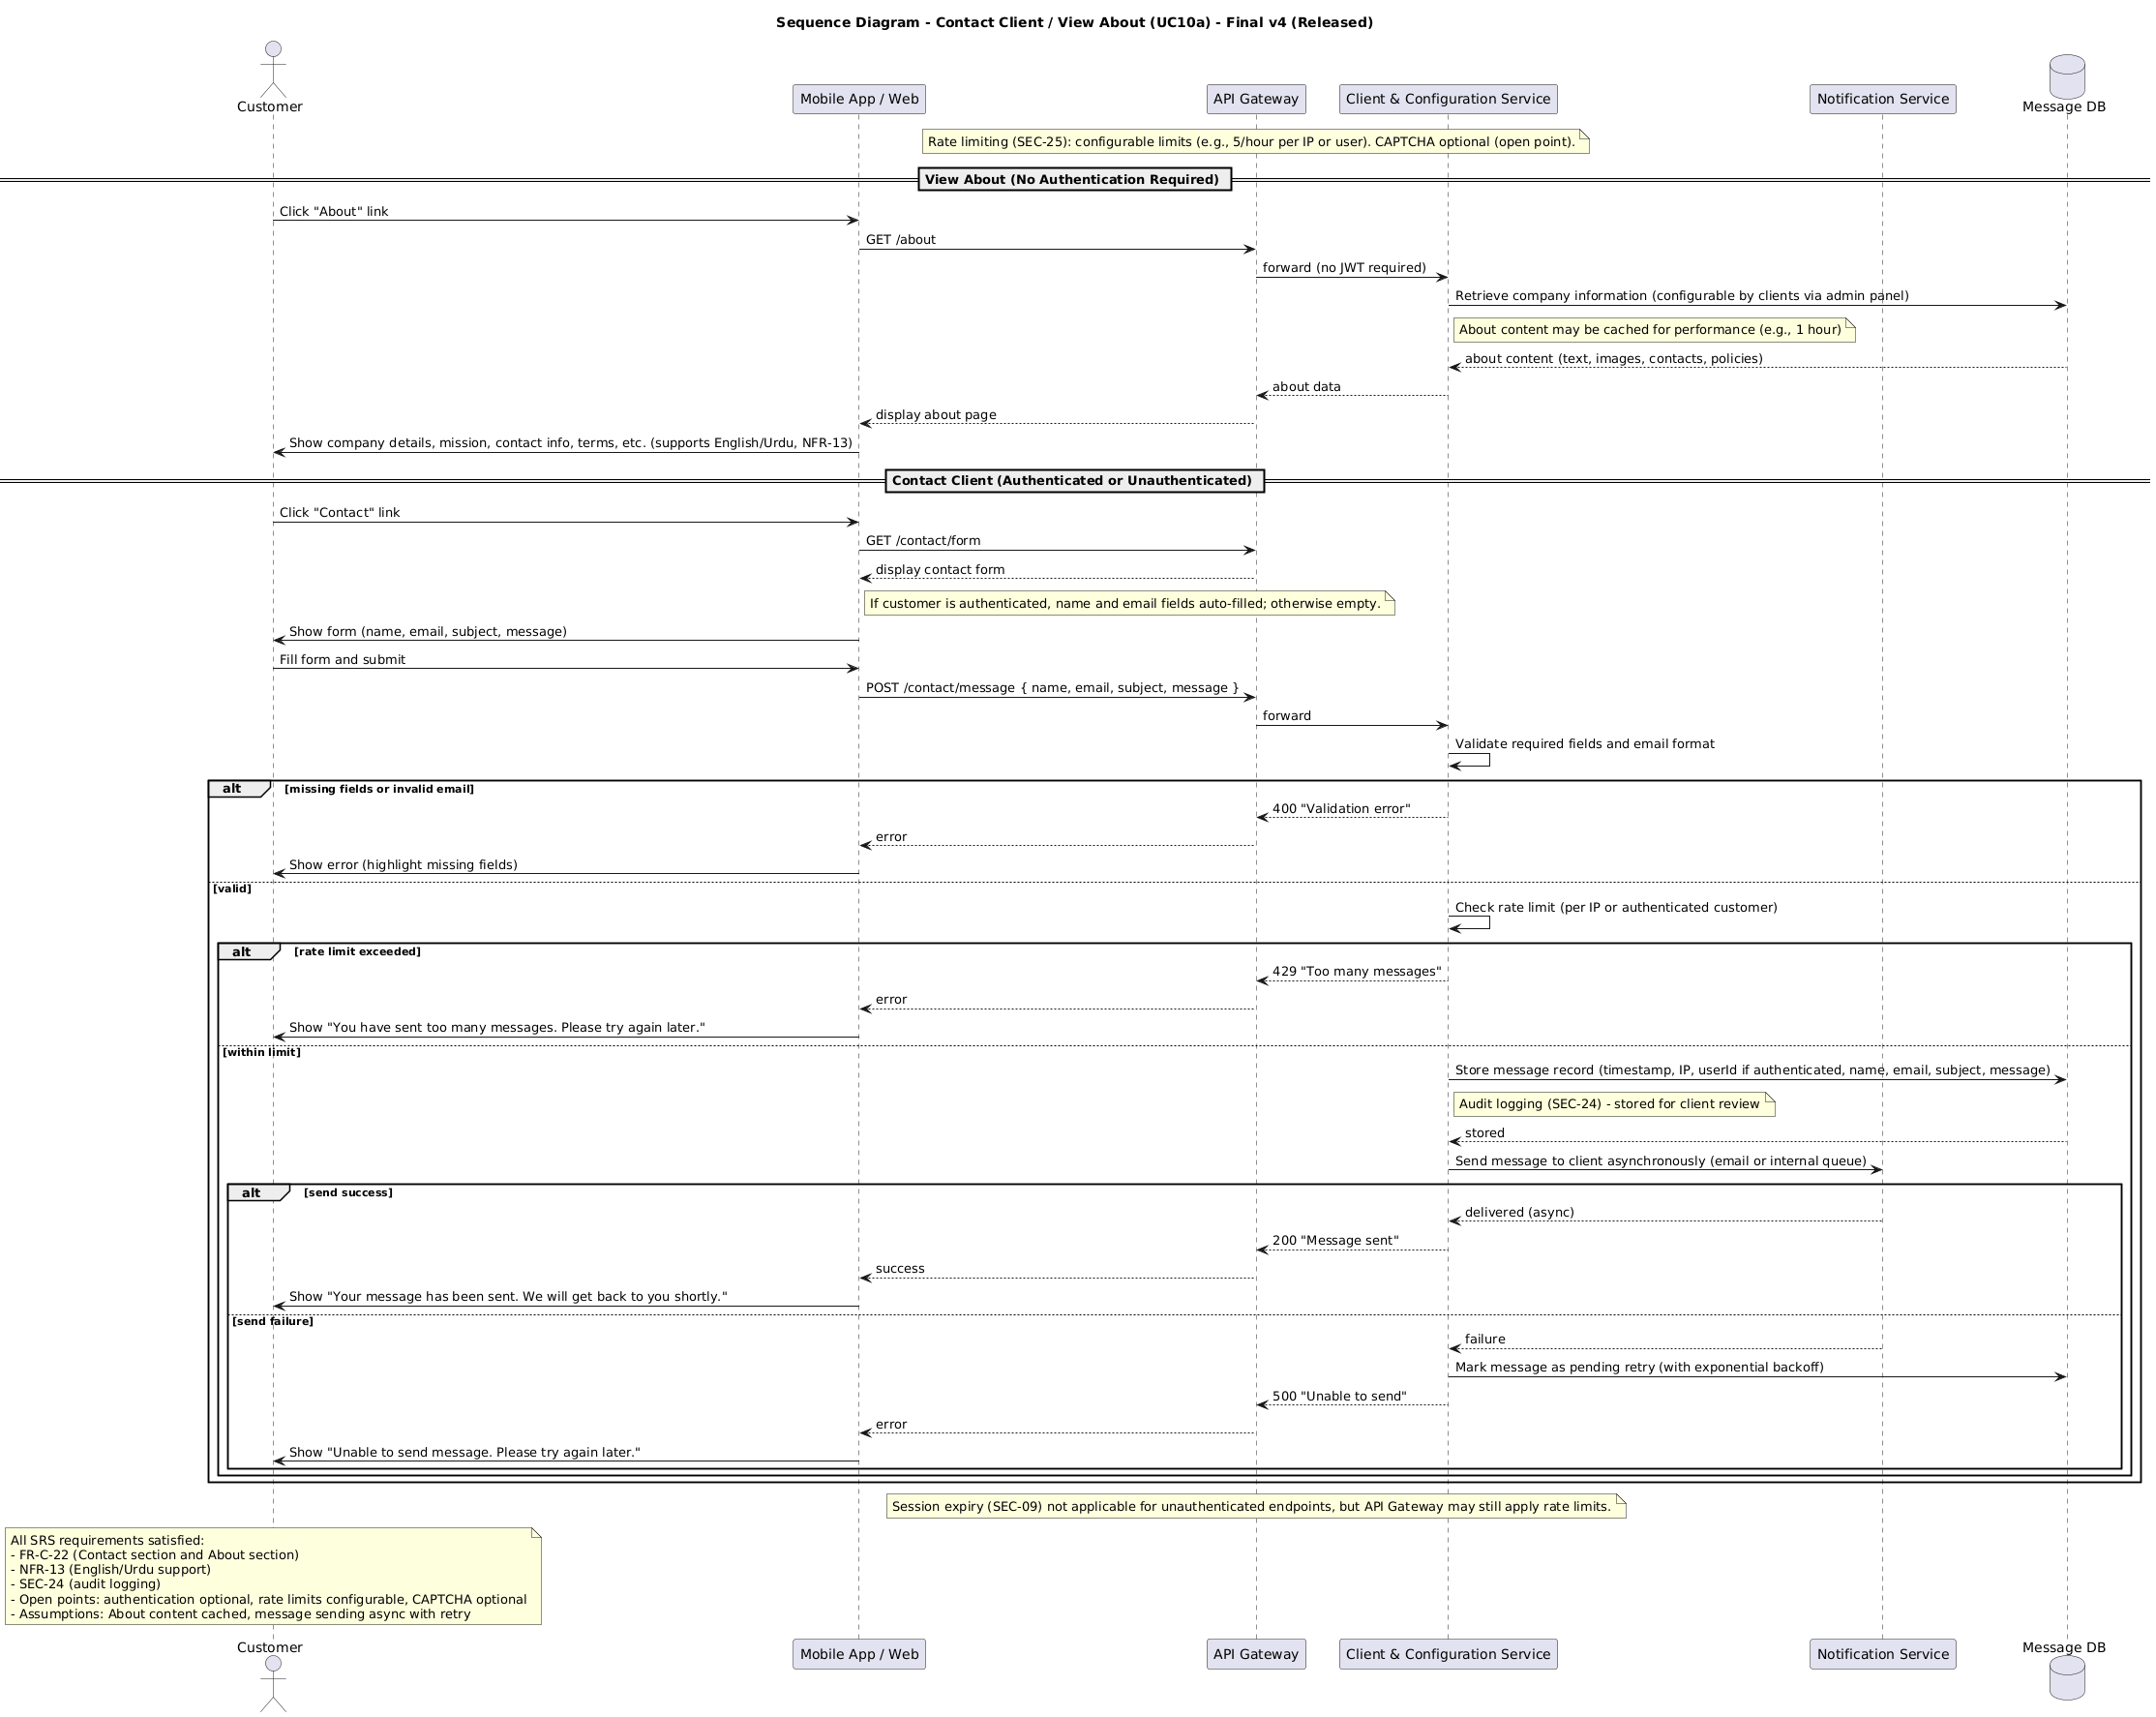 Sequence Diagram - Contact Client / View About (UC10a) - Final v4 (Released)
Customer
Mobile App / Web
API Gateway
Client & Configuration Service
Notification Service
Message DB
Rate limiting (SEC-25): configurable limits (e.g., 5/hour per IP or user). CAPTCHA optional (open point).
View About (No Authentication Required)
Click "About" link
GET /about
forward (no JWT required)
Retrieve company information (configurable by clients via admin panel)
About content may be cached for performance (e.g., 1 hour)
about content (text, images, contacts, policies)
about data
display about page
Show company details, mission, contact info, terms, etc. (supports English/Urdu, NFR-13)
Contact Client (Authenticated or Unauthenticated)
Click "Contact" link
GET /contact/form
display contact form
If customer is authenticated, name and email fields auto-filled; otherwise empty.
Show form (name, email, subject, message)
Fill form and submit
POST /contact/message { name, email, subject, message }
forward
Validate required fields and email format
alt [missing fields or invalid email]
400 "Validation error"
error
Show error (highlight missing fields)
[valid]
Check rate limit (per IP or authenticated customer)
alt [rate limit exceeded]
429 "Too many messages"
error
Show "You have sent too many messages. Please try again later."
[within limit]
Store message record (timestamp, IP, userId if authenticated, name, email, subject, message)
Audit logging (SEC-24) - stored for client review
stored
Send message to client asynchronously (email or internal queue)
alt [send success]
delivered (async)
200 "Message sent"
success
Show "Your message has been sent. We will get back to you shortly."
[send failure]
failure
Mark message as pending retry (with exponential backoff)
500 "Unable to send"
error
Show "Unable to send message. Please try again later."
Session expiry (SEC-09) not applicable for unauthenticated endpoints, but API Gateway may still apply rate limits.
All SRS requirements satisfied:
- FR-C-22 (Contact section and About section)
- NFR-13 (English/Urdu support)
- SEC-24 (audit logging)
- Open points: authentication optional, rate limits configurable, CAPTCHA optional
- Assumptions: About content cached, message sending async with retry
Customer
Mobile App / Web
API Gateway
Client & Configuration Service
Notification Service
Message DB